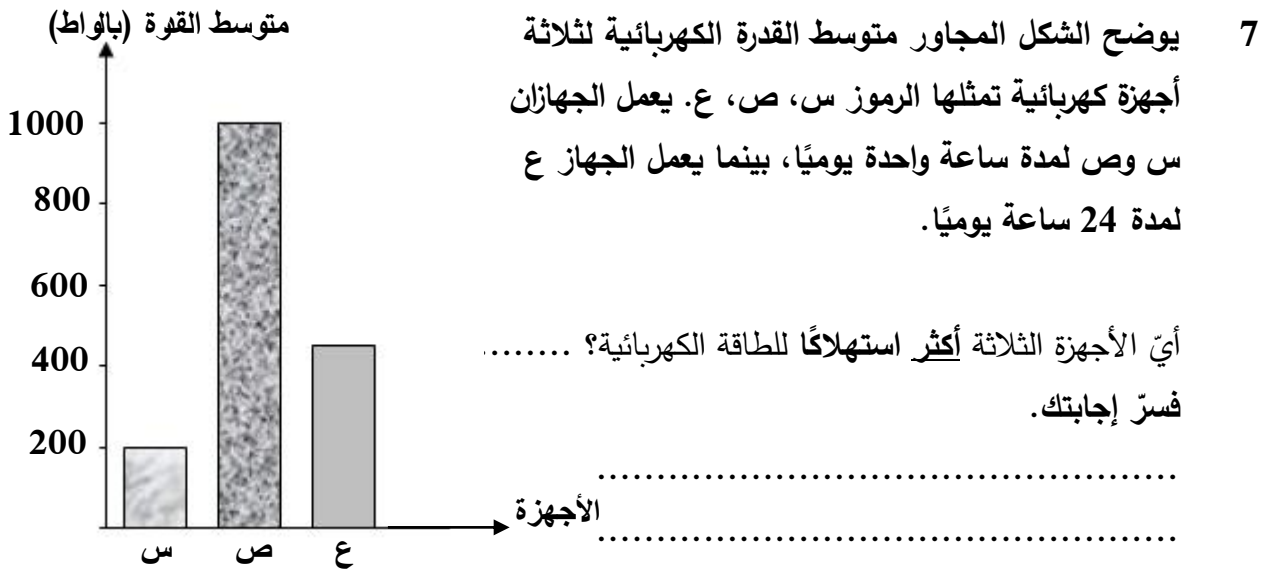 7 يوضح الشكل المجاور متوسط القدرة الكهربائية لثلاثة
أجهزة كهربائية تمثلها الرموز س، ص، ع. يعمل الجهازان
س وص لمدة ساعة واحدة يوميًا، بينما يعمل الجهاز ع
لمدة 24 ساعة يوميًا.
أيّ الأجهزة الثلاثة أكثر استهلاكًا للطاقة الكهربائية؟ ........
فسرّ إجابتك.
................................................
................................................
متوسط القدرة (بالواط)
1000
800
600
400
200
س ص ع
الأجهزة